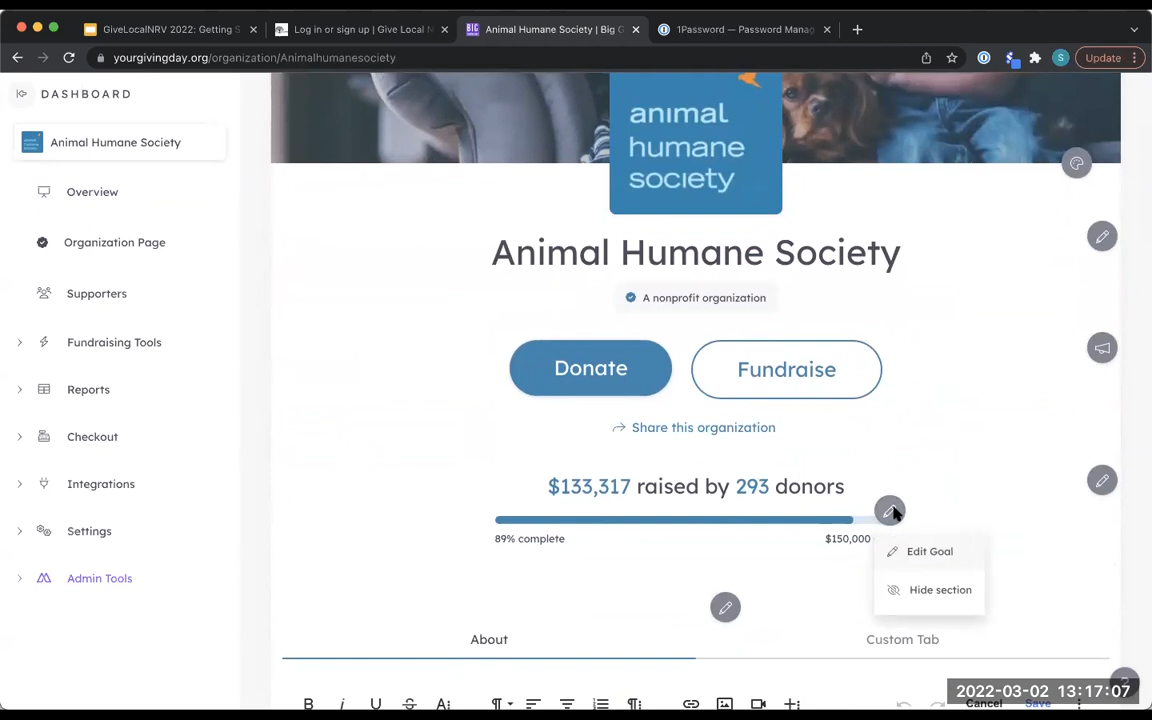 GiveLocalNRV 2022: Getting S
Log in or sign up | Give Local N
Animal Humane Society | Big G
1Password — Password Manag
yourgivingday.org/organization/Animalhumanesociety
S
Update
DASHBOARD
Animal Humane Society
Overview
Organization Page
Supporters
Fundraising Tools
Reports
Checkout
Integrations
Settings
Admin Tools
animal
humane
society
Animal Humane Society
A nonprofit organization
Donate
Fundraise
Share this organization
$133,317 raised by 293 donors
89% complete
$150,000
Edit Goal
Hide section
About
Custom Tab
B i U S A
Cancel
Save
2022-03-02 13:17:07